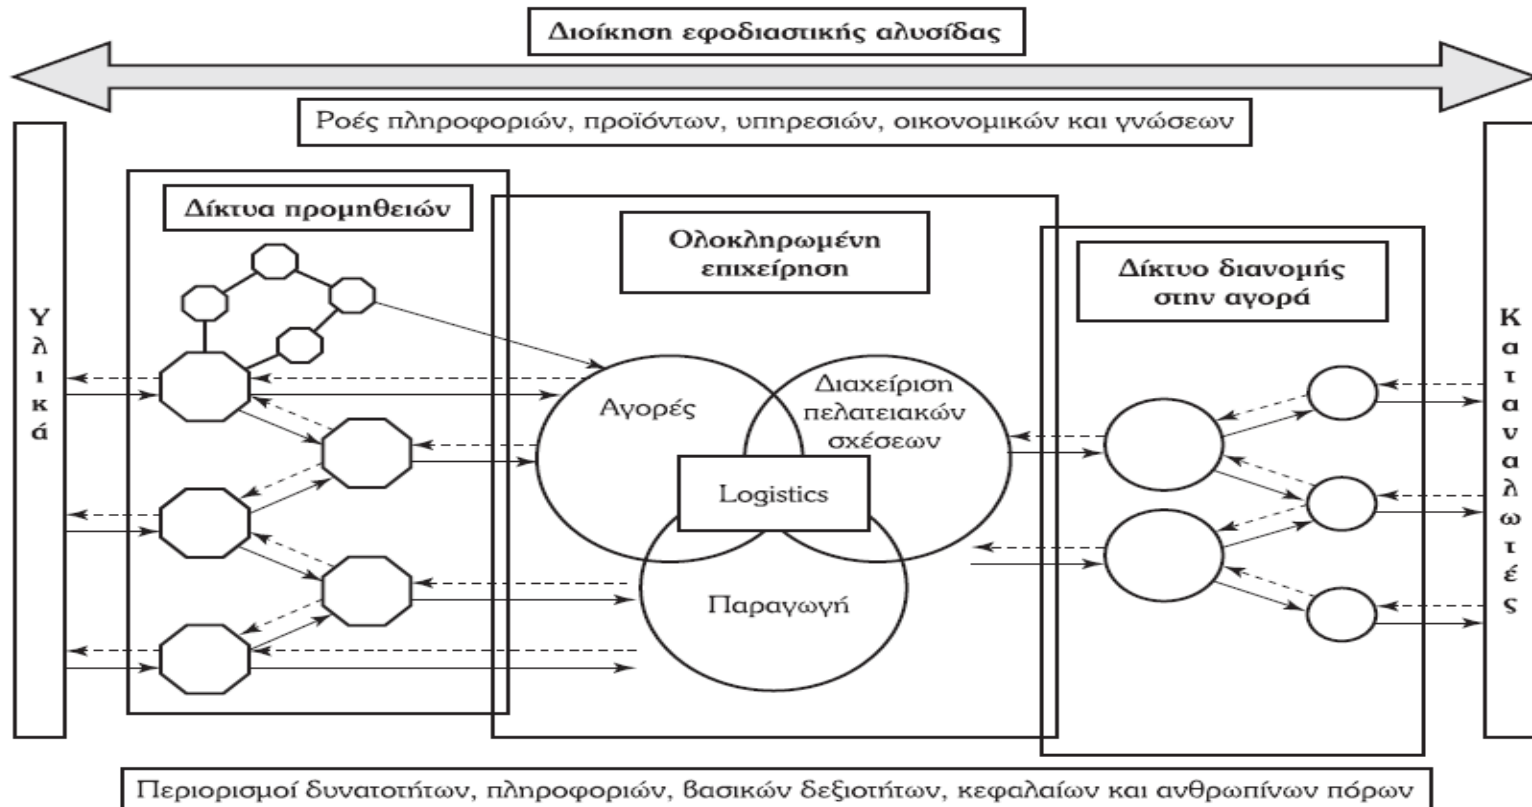 Διοίκηση εφοδιαστικής αλυσίδας
Ροές πληροφοριών, προϊόντων, υπηρεσιών, οικονομικών και γνώσεων
Υλικά
Δίκτυα προμηθειών
Ολοκληρωμένη
επιχείρηση
Δίκτυο διανομής
στην αγορά
Καταναλωτές
Αγορές
Διαχείριση
πελατειακών
σχέσεων
Logistics
Παραγωγή
Περιορισμοί δυνατοτήτων, πληροφοριών, βασικών δεξιοτήτων, κεφαλαίων και ανθρωπίνων πόρων